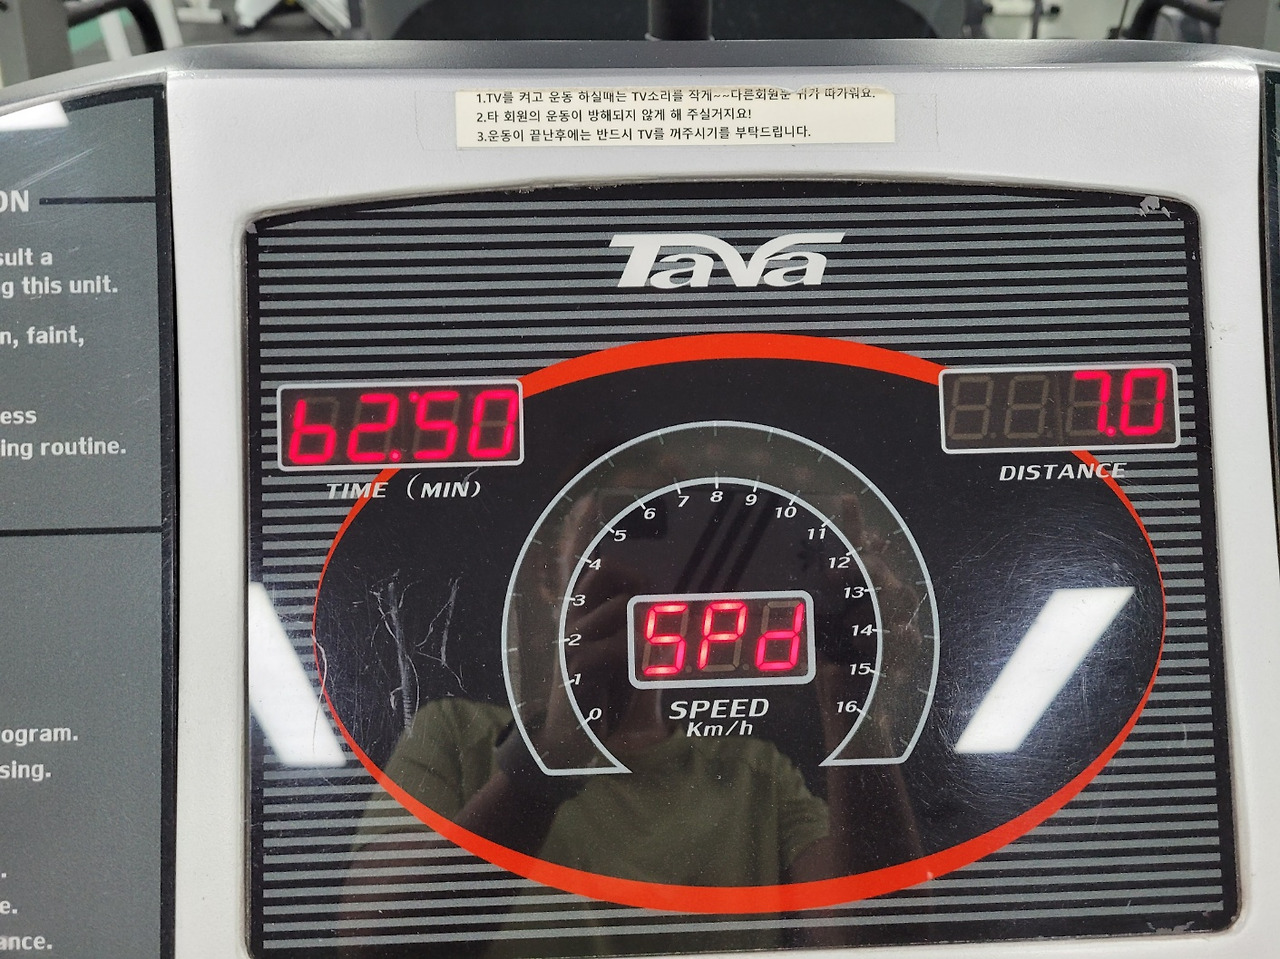 1.TV를 켜고 운동 하실때는 TV소리를 작게~~다른회원분 귀가 따가워요.
2.타 회원의 운동이 방해되지 않게 해 주실거지요!
3.운동이 끝난후에는 반드시 TV를 꺼주시기를 부탁드립니다.
ON
sult a
g this unit.
n, faint,
ess
ing routine.
ogram.
sing.
e.
ance.
TaVa
62:50
TIME (MIN)
7.0
DISTANCE
0 1 2 3 4 5 6 7 8 9 10 11 12 13 14 15 16
SPd
SPEED
Km/h